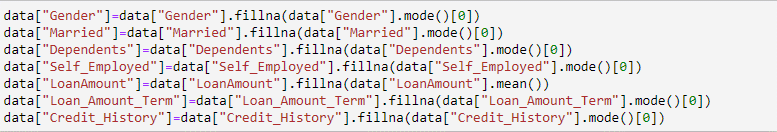 data["Gender"]=data["Gender"].fillna(data["Gender"].mode()[0])
data["Married"]=data["Married"].fillna(data["Married"].mode()[0])
data["Dependents"]=data["Dependents"].fillna(data["Dependents"].mode()[0])
data["Self_Employed"]=data["Self_Employed"].fillna(data["Self_Employed"].mode()[0])
data["LoanAmount"]=data["LoanAmount"].fillna(data["LoanAmount"].mean())
data["Loan_Amount_Term"]=data["Loan_Amount_Term"].fillna(data["Loan_Amount_Term"].mode()[0])
data["Credit_History"]=data["Credit_History"].fillna(data["Credit_History"].mode()[0])